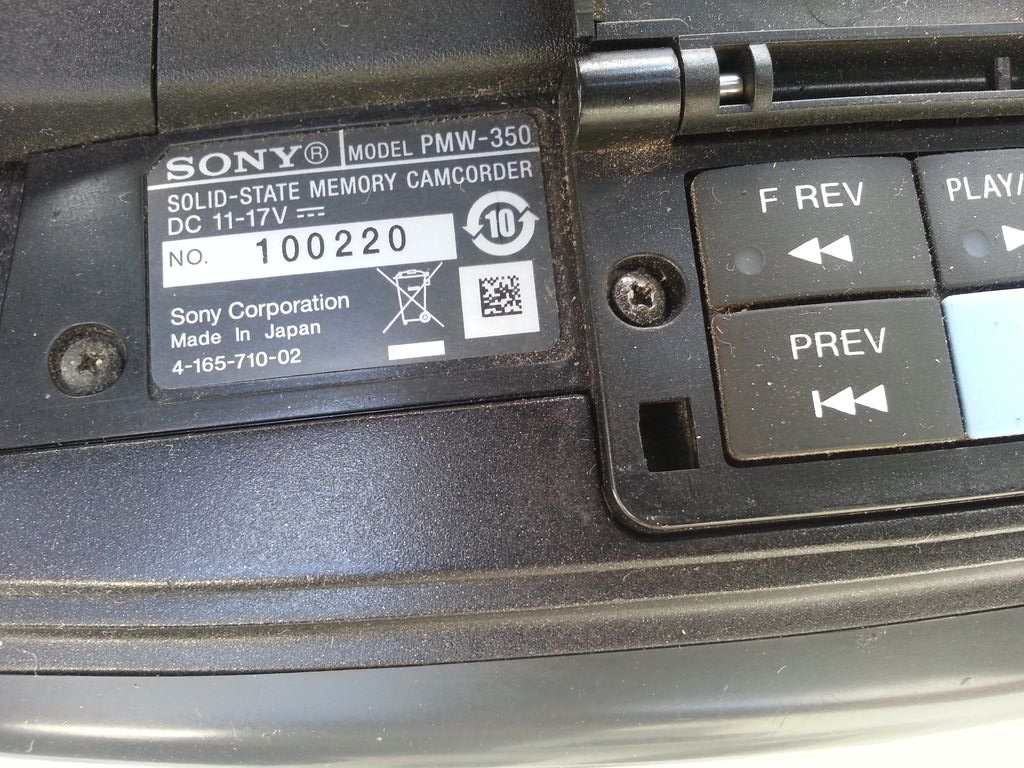 SONY® MODEL PMW-350
SOLID-STATE MEMORY CAMCORDER
DC 11-17V ⎓
NO. 100220
10
Sony Corporation
Made In Japan
4-165-710-02
F REV
PLAY/
PREV